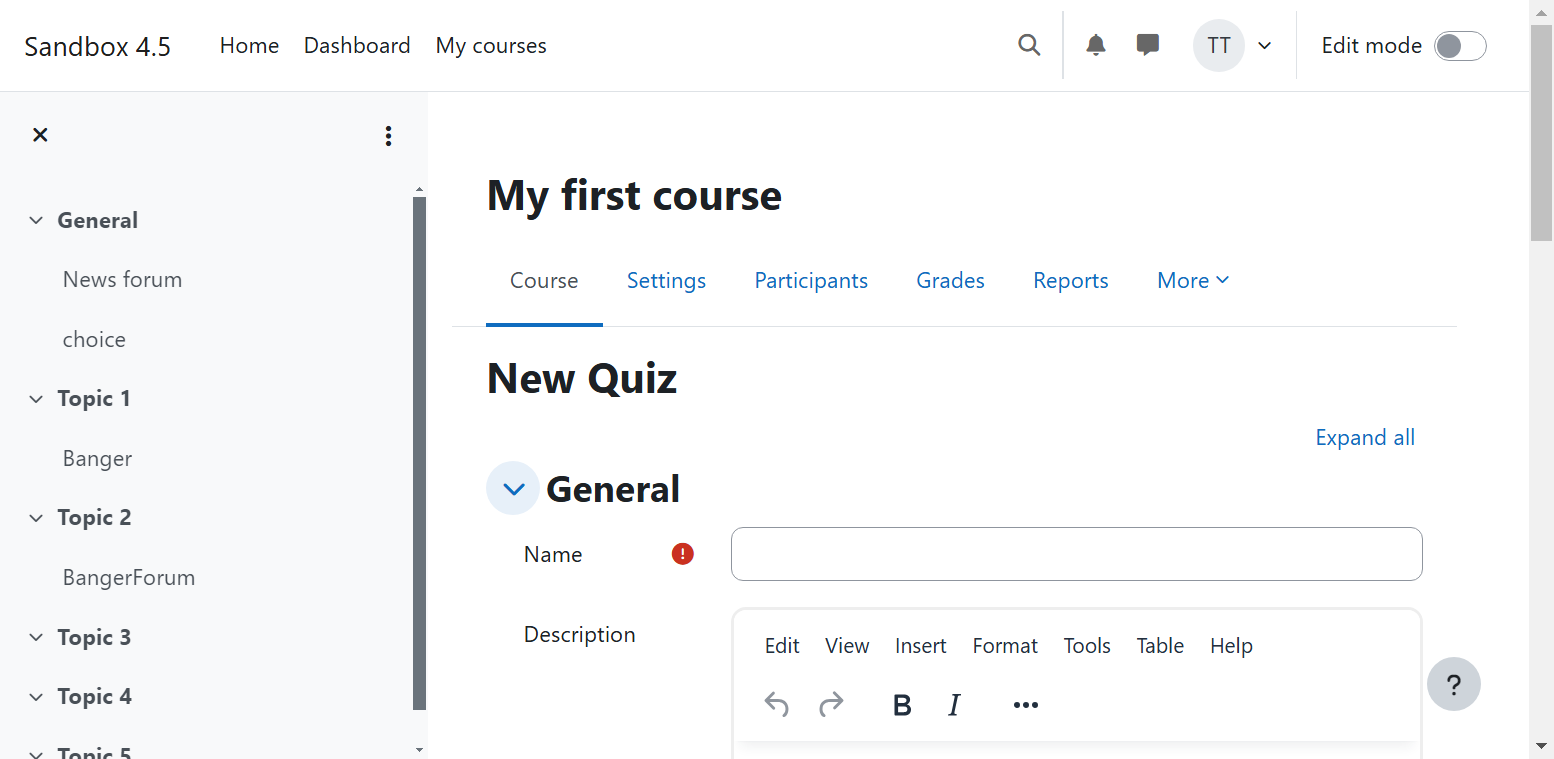 Sandbox 4.5 Home Dashboard My courses TT Edit mode
General
News forum
choice
Topic 1
Banger
Topic 2
BangerForum
Topic 3
Topic 4
Topic 5
My first course
Course Settings Participants Grades Reports More
New Quiz
Expand all
General
Name
Description
Edit View Insert Format Tools Table Help
B I
?